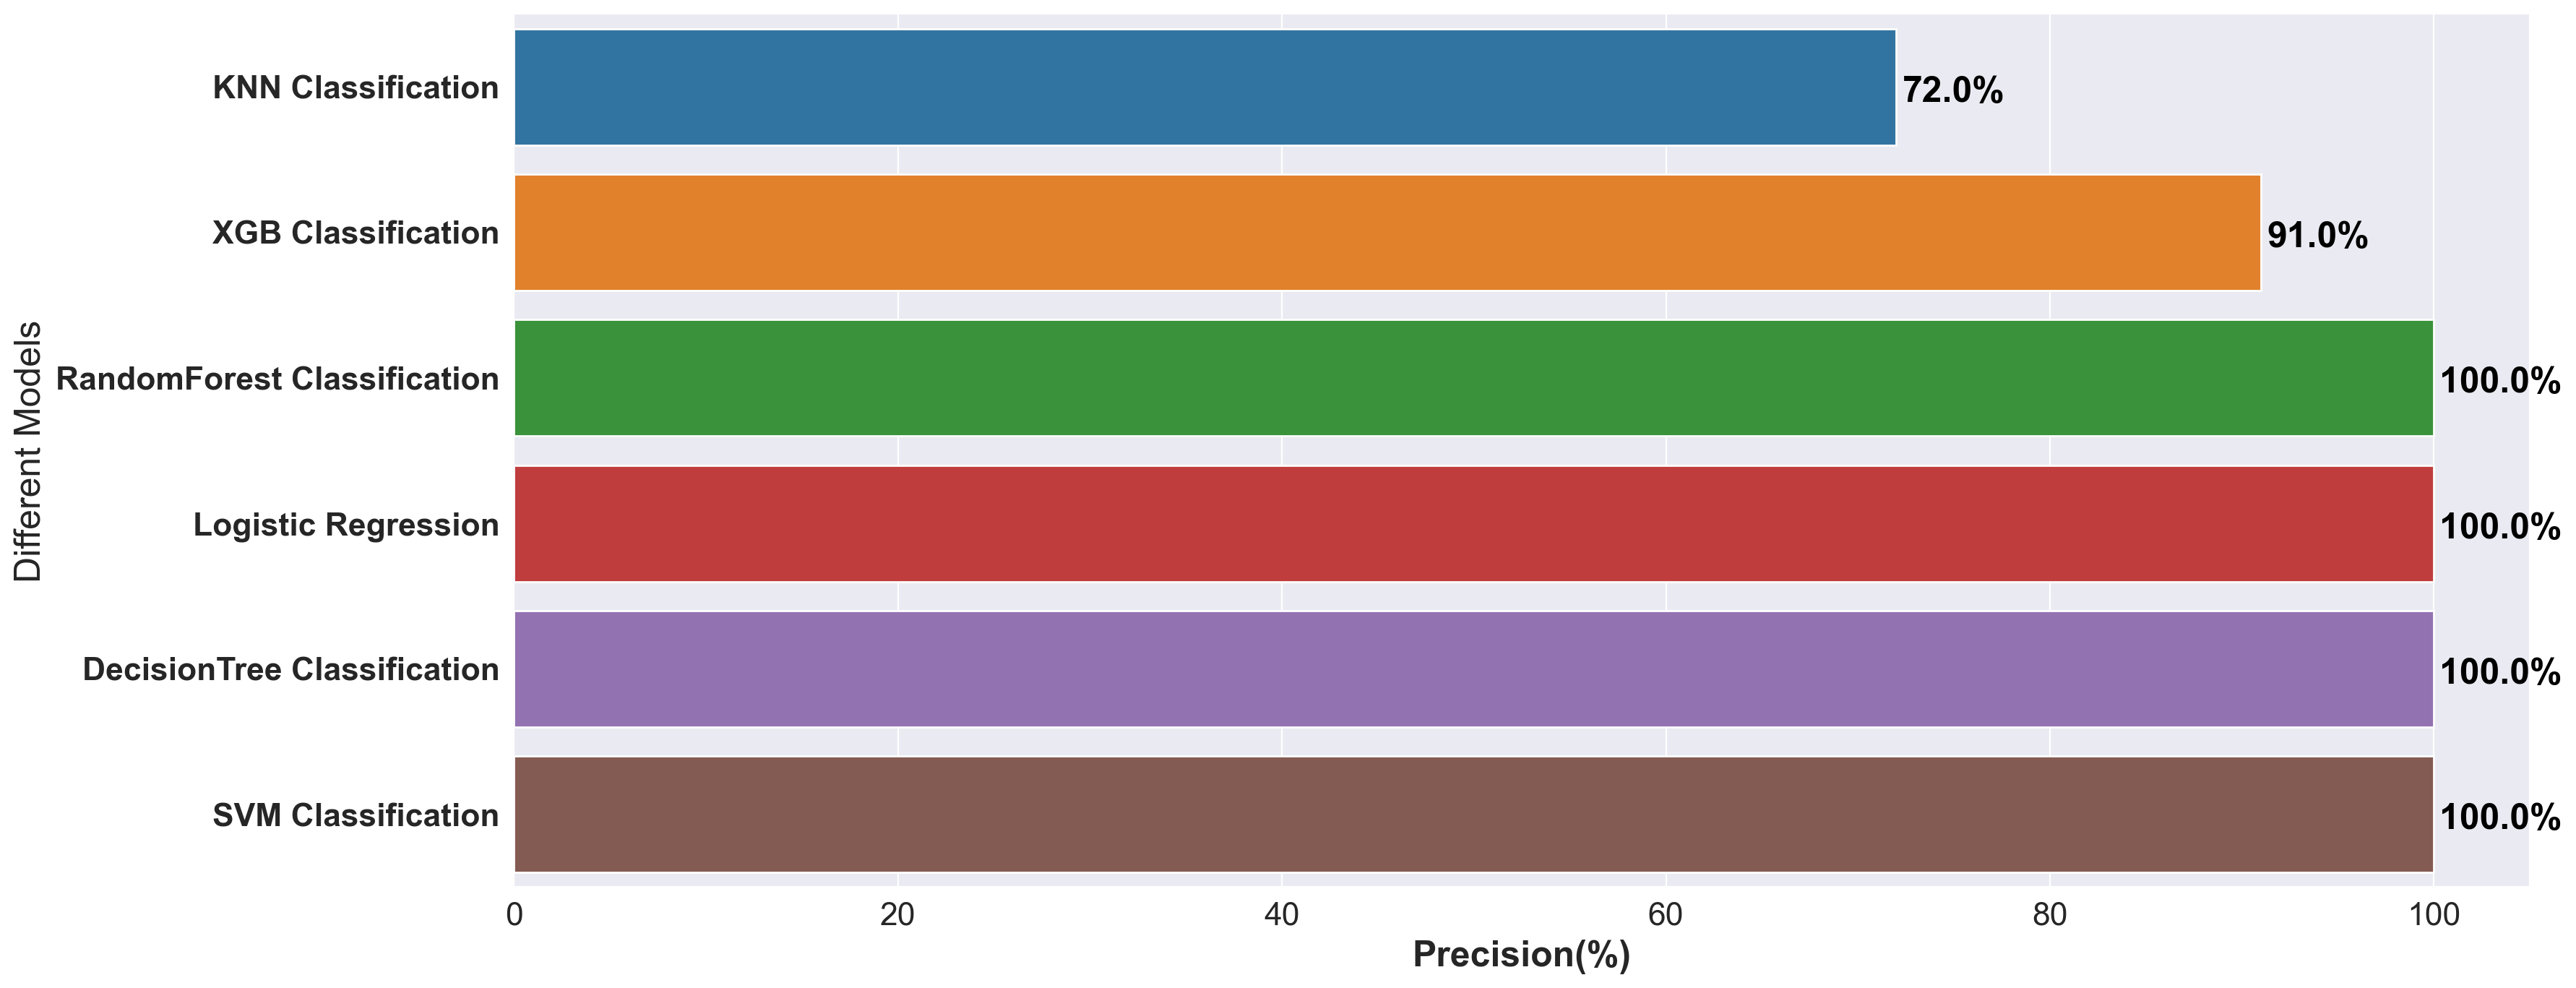 Different Models
KNN Classification
72.0%
XGB Classification
91.0%
RandomForest Classification
100.0%
Logistic Regression
100.0%
DecisionTree Classification
100.0%
SVM Classification
100.0%
0 20 40 60 80 100
Precision(%)